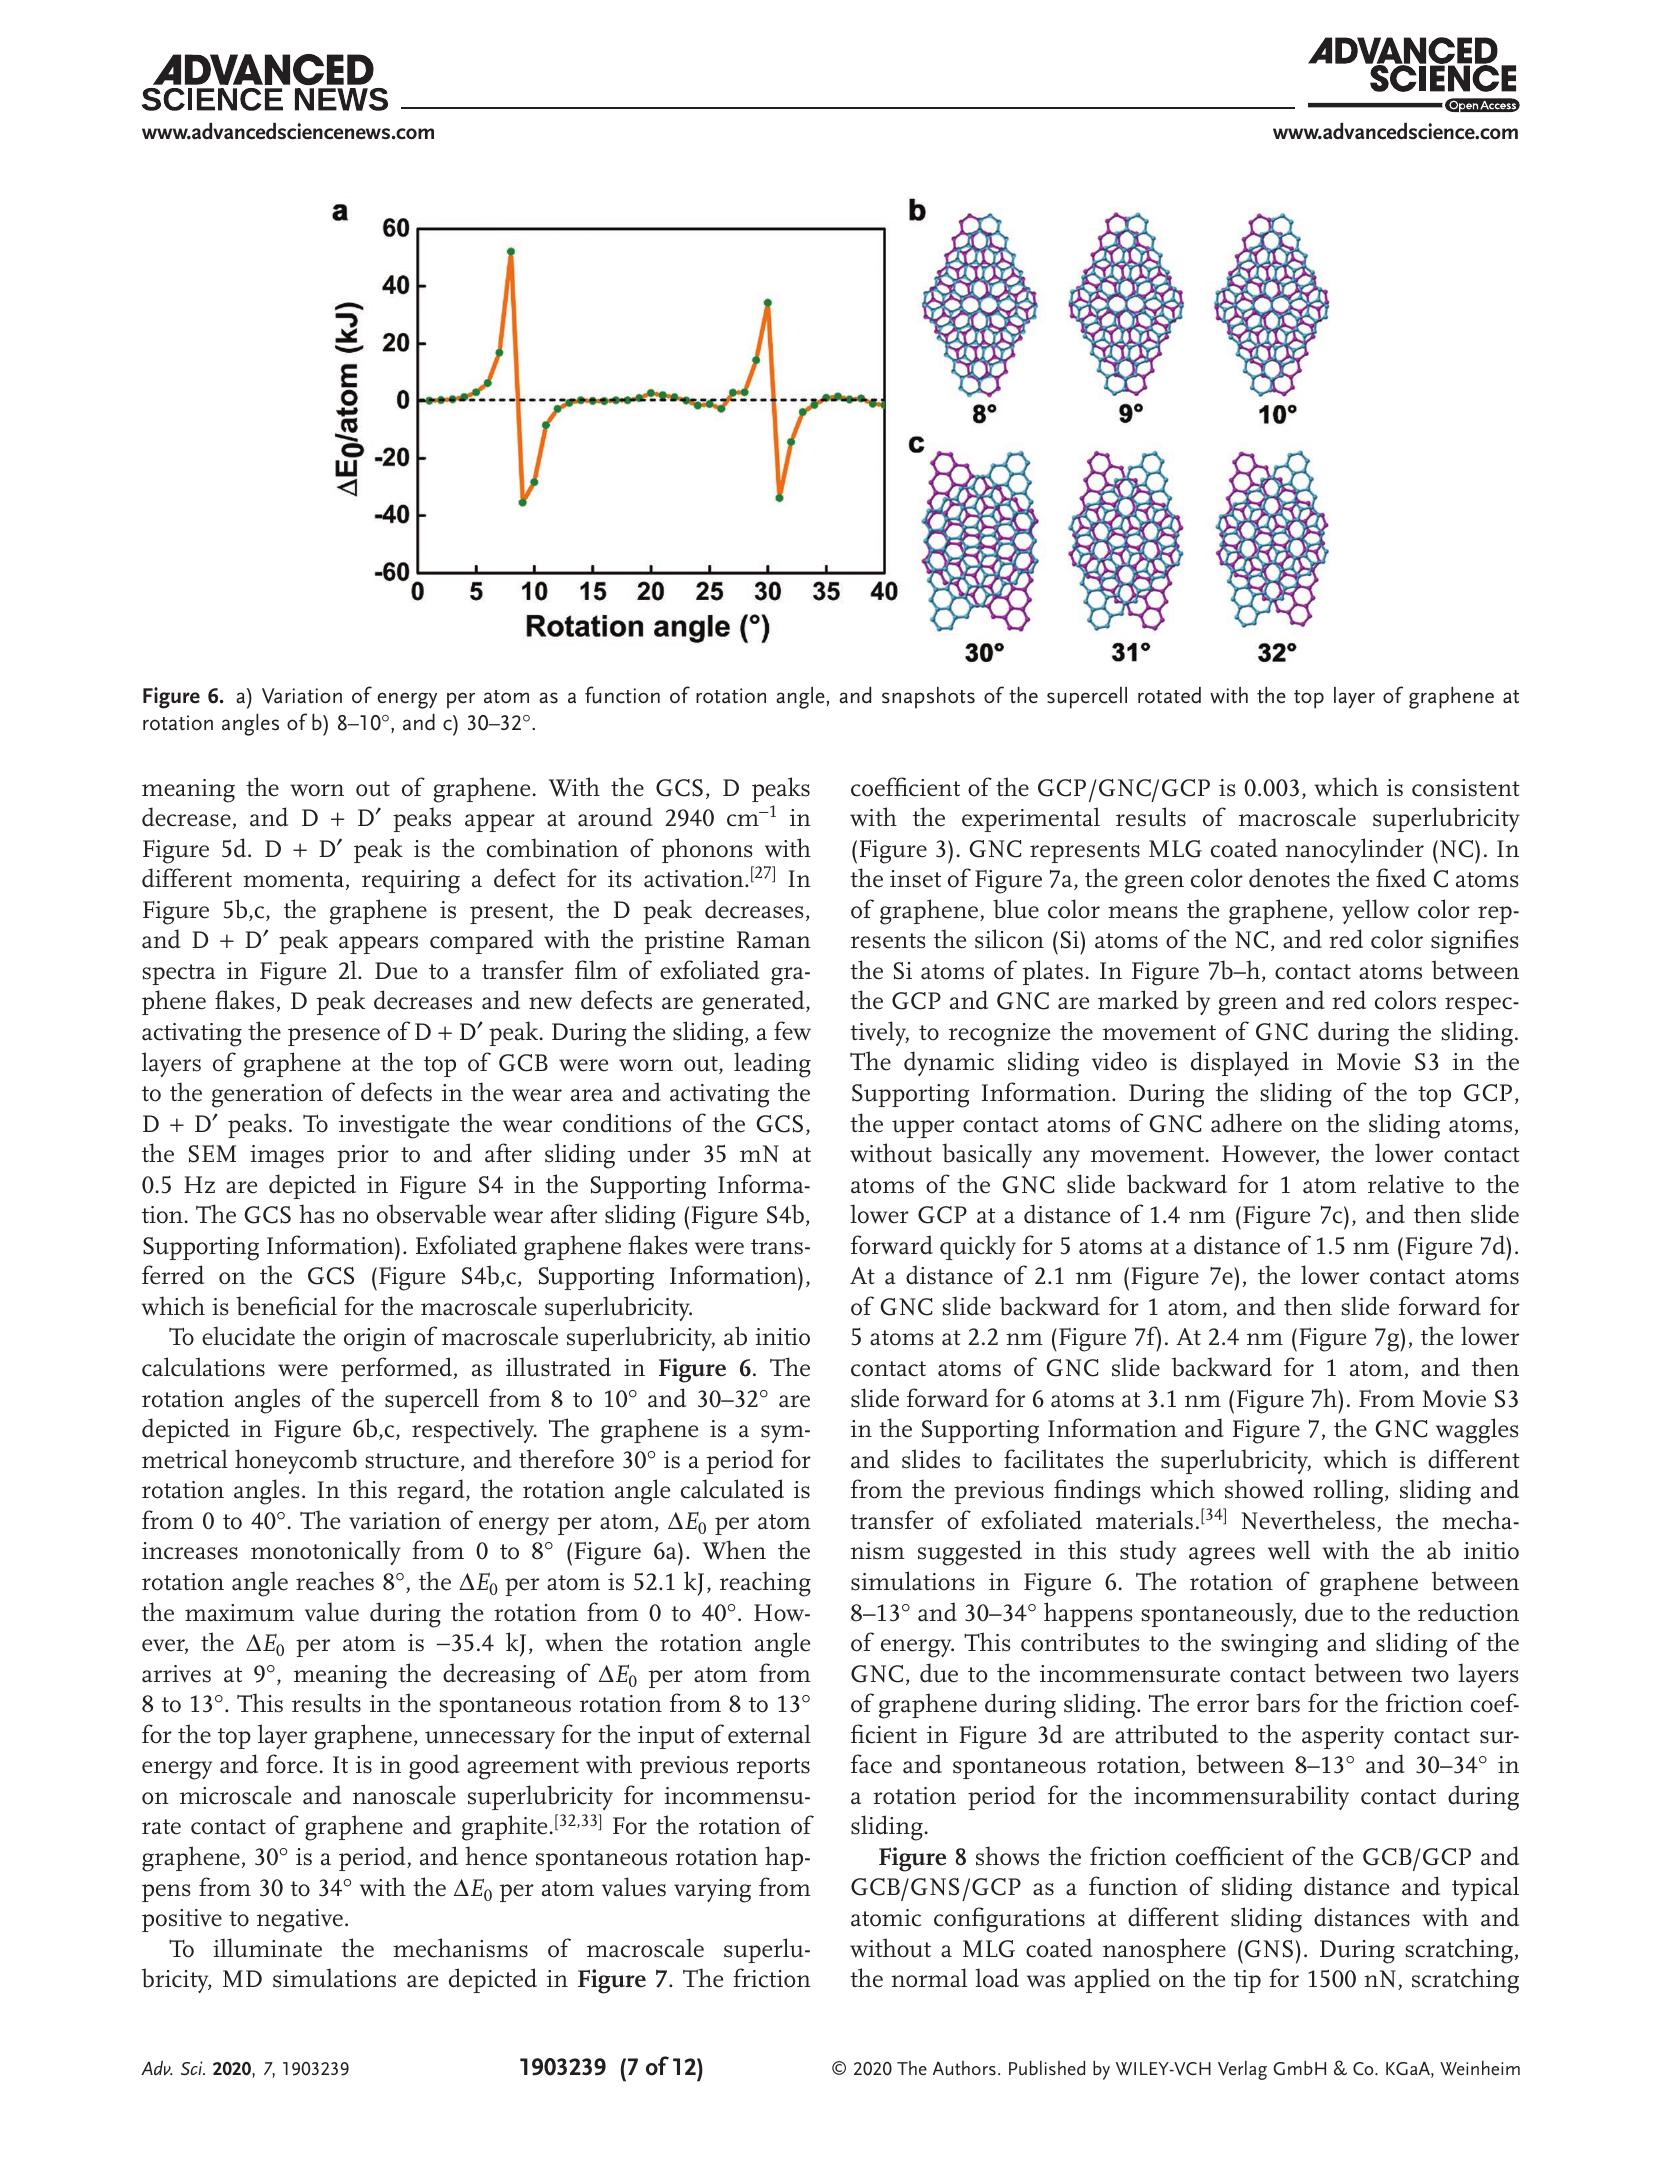 ADVANCED
SCIENCE NEWS
www.advancedsciencenews.com
ADVANCED
SCIENCE
Open Access
www.advancedscience.com
a
60
40
20
0
-20
-40
-60
ΔE0/atom (kJ)
0 5 10 15 20 25 30 35 40
Rotation angle (°)
b
8° 9° 10°
c
30° 31° 32°
Figure 6. a) Variation of energy per atom as a function of rotation angle, and snapshots of the supercell rotated with the top layer of graphene at
rotation angles of b) 8–10°, and c) 30–32°.
meaning the worn out of graphene. With the GCS, D peaks
decrease, and D + D′ peaks appear at around 2940 cm−1 in
Figure 5d. D + D′ peak is the combination of phonons with
different momenta, requiring a defect for its activation.[27] In
Figure 5b,c, the graphene is present, the D peak decreases,
and D + D′ peak appears compared with the pristine Raman
spectra in Figure 2l. Due to a transfer film of exfoliated gra-
phene flakes, D peak decreases and new defects are generated,
activating the presence of D + D′ peak. During the sliding, a few
layers of graphene at the top of GCB were worn out, leading
to the generation of defects in the wear area and activating the
D + D′ peaks. To investigate the wear conditions of the GCS,
the SEM images prior to and after sliding under 35 mN at
0.5 Hz are depicted in Figure S4 in the Supporting Informa-
tion. The GCS has no observable wear after sliding (Figure S4b,
Supporting Information). Exfoliated graphene flakes were trans-
ferred on the GCS (Figure S4b,c, Supporting Information),
which is beneficial for the macroscale superlubricity.
To elucidate the origin of macroscale superlubricity, ab initio
calculations were performed, as illustrated in Figure 6. The
rotation angles of the supercell from 8 to 10° and 30–32° are
depicted in Figure 6b,c, respectively. The graphene is a sym-
metrical honeycomb structure, and therefore 30° is a period for
rotation angles. In this regard, the rotation angle calculated is
from 0 to 40°. The variation of energy per atom, ΔE0 per atom
increases monotonically from 0 to 8° (Figure 6a). When the
rotation angle reaches 8°, the ΔE0 per atom is 52.1 kJ, reaching
the maximum value during the rotation from 0 to 40°. How-
ever, the ΔE0 per atom is −35.4 kJ, when the rotation angle
arrives at 9°, meaning the decreasing of ΔE0 per atom from
8 to 13°. This results in the spontaneous rotation from 8 to 13°
for the top layer graphene, unnecessary for the input of external
energy and force. It is in good agreement with previous reports
on microscale and nanoscale superlubricity for incommensu-
rate contact of graphene and graphite.[32,33] For the rotation of
graphene, 30° is a period, and hence spontaneous rotation hap-
pens from 30 to 34° with the ΔE0 per atom values varying from
positive to negative.
To illuminate the mechanisms of macroscale superlu-
bricity, MD simulations are depicted in Figure 7. The friction
coefficient of the GCP/GNC/GCP is 0.003, which is consistent
with the experimental results of macroscale superlubricity
(Figure 3). GNC represents MLG coated nanocylinder (NC). In
the inset of Figure 7a, the green color denotes the fixed C atoms
of graphene, blue color means the graphene, yellow color rep-
resents the silicon (Si) atoms of the NC, and red color signifies
the Si atoms of plates. In Figure 7b–h, contact atoms between
the GCP and GNC are marked by green and red colors respec-
tively, to recognize the movement of GNC during the sliding.
The dynamic sliding video is displayed in Movie S3 in the
Supporting Information. During the sliding of the top GCP,
the upper contact atoms of GNC adhere on the sliding atoms,
without basically any movement. However, the lower contact
atoms of the GNC slide backward for 1 atom relative to the
lower GCP at a distance of 1.4 nm (Figure 7c), and then slide
forward quickly for 5 atoms at a distance of 1.5 nm (Figure 7d).
At a distance of 2.1 nm (Figure 7e), the lower contact atoms
of GNC slide backward for 1 atom, and then slide forward for
5 atoms at 2.2 nm (Figure 7f). At 2.4 nm (Figure 7g), the lower
contact atoms of GNC slide backward for 1 atom, and then
slide forward for 6 atoms at 3.1 nm (Figure 7h). From Movie S3
in the Supporting Information and Figure 7, the GNC waggles
and slides to facilitates the superlubricity, which is different
from the previous findings which showed rolling, sliding and
transfer of exfoliated materials.[34] Nevertheless, the mecha-
nism suggested in this study agrees well with the ab initio
simulations in Figure 6. The rotation of graphene between
8–13° and 30–34° happens spontaneously, due to the reduction
of energy. This contributes to the swinging and sliding of the
GNC, due to the incommensurate contact between two layers
of graphene during sliding. The error bars for the friction coef-
ficient in Figure 3d are attributed to the asperity contact sur-
face and spontaneous rotation, between 8–13° and 30–34° in
a rotation period for the incommensurability contact during
sliding.
Figure 8 shows the friction coefficient of the GCB/GCP and
GCB/GNS/GCP as a function of sliding distance and typical
atomic configurations at different sliding distances with and
without a MLG coated nanosphere (GNS). During scratching,
the normal load was applied on the tip for 1500 nN, scratching
Adv. Sci. 2020, 7, 1903239
1903239 (7 of 12)
© 2020 The Authors. Published by WILEY-VCH Verlag GmbH & Co. KGaA, Weinheim